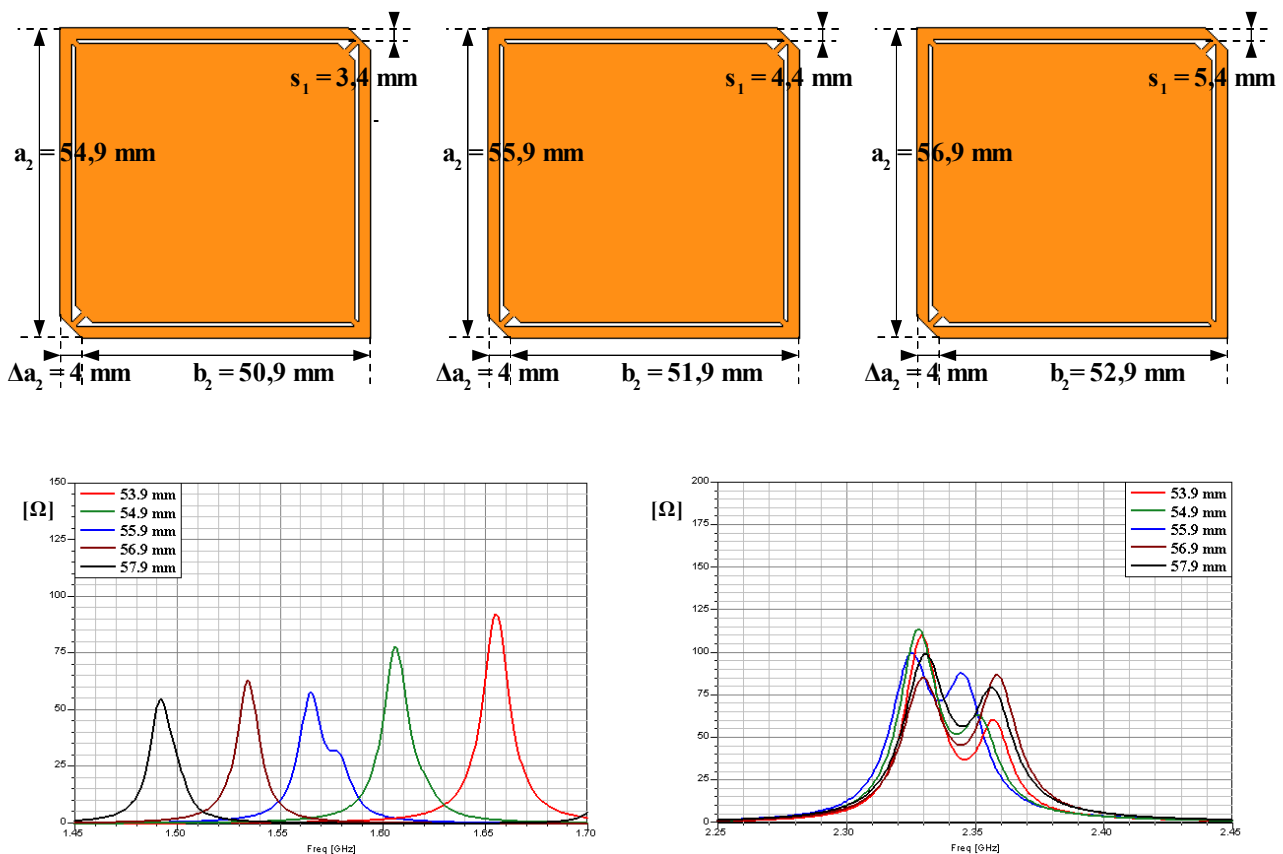 s₁ = 3,4 mm
a₂ = 54,9 mm
Δa₂ = 4 mm
b₂ = 50,9 mm
s₁ = 4,4 mm
a₂ = 55,9 mm
Δa₂ = 4 mm
b₂ = 51,9 mm
s₁ = 5,4 mm
a₂ = 56,9 mm
Δa₂ = 4 mm
b₂ = 52,9 mm
[Ω]
150
125
100
75
50
25
0
53.9 mm
54.9 mm
55.9 mm
56.9 mm
57.9 mm
1.45 1.50 1.55 1.60 1.65 1.70
Freq [GHz]
[Ω]
200
175
150
125
100
75
50
25
0
53.9 mm
54.9 mm
55.9 mm
56.9 mm
57.9 mm
2.25 2.30 2.35 2.40 2.45
Freq [GHz]